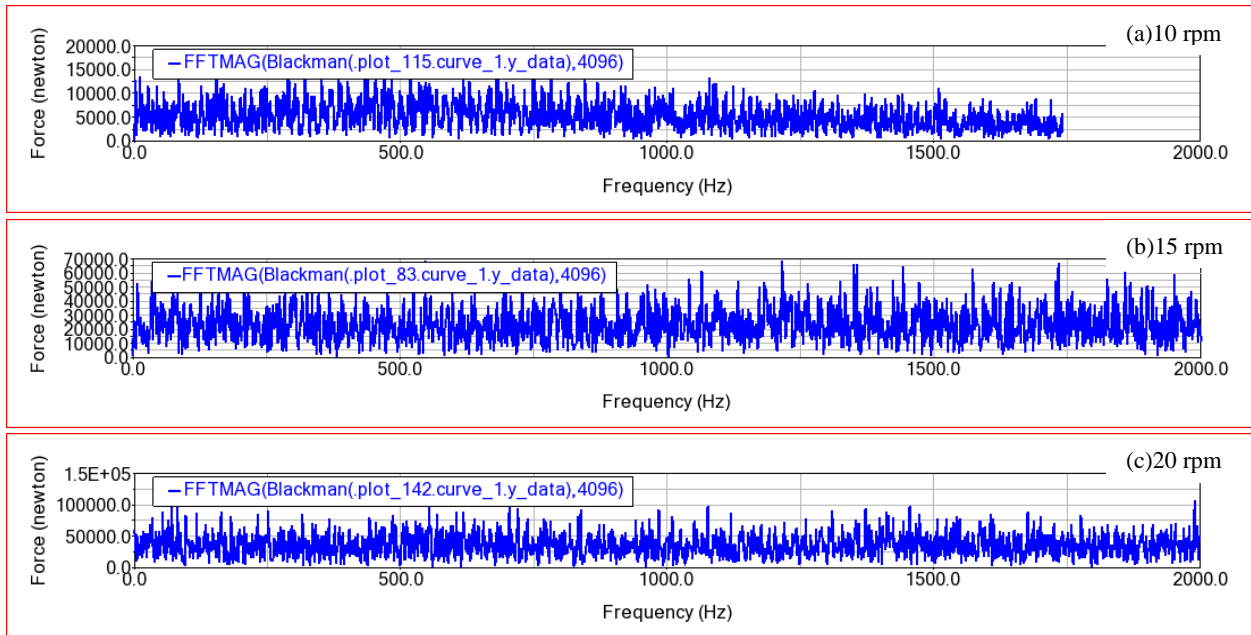 (a)10 rpm
20000.0
15000.0
10000.0
5000.0
0.0
Force (newton)
FFTMAG(Blackman(.plot_115.curve_1.y_data),4096)
0.0 500.0 1000.0 1500.0 2000.0
Frequency (Hz)
(b)15 rpm
70000.0
60000.0
50000.0
40000.0
30000.0
20000.0
10000.0
0.0
Force (newton)
FFTMAG(Blackman(.plot_83.curve_1.y_data),4096)
0.0 500.0 1000.0 1500.0 2000.0
Frequency (Hz)
(c)20 rpm
1.5E+05
100000.0
50000.0
0.0
Force (newton)
FFTMAG(Blackman(.plot_142.curve_1.y_data),4096)
0.0 500.0 1000.0 1500.0 2000.0
Frequency (Hz)